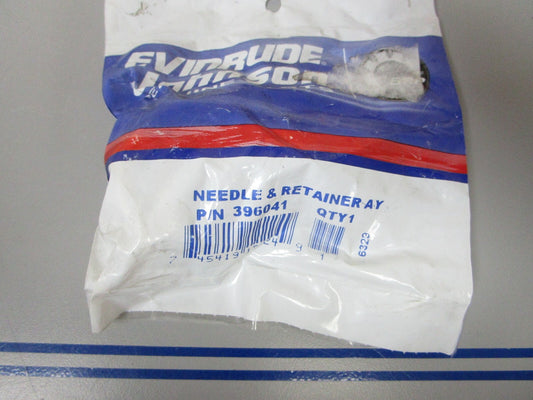 EVINRUDE
JOHNSON
NEEDLE & RETAINER AY
P/N 396041 QTY1
6323